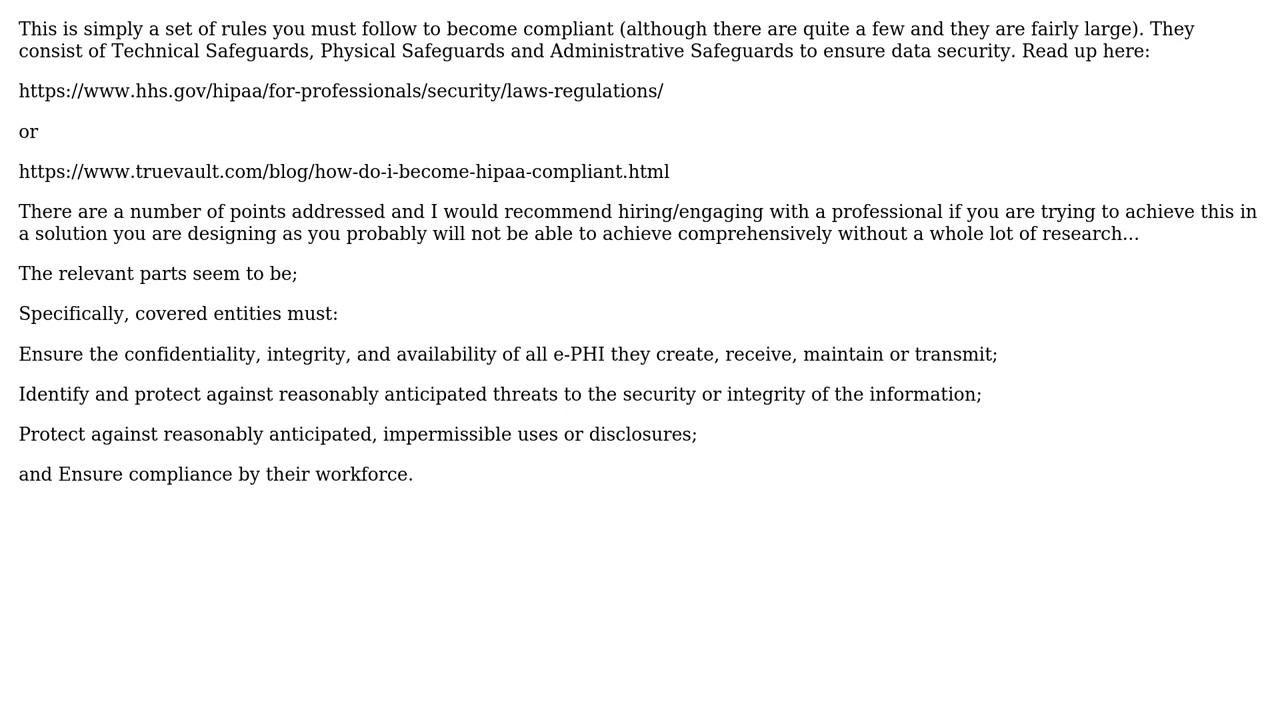 This is simply a set of rules you must follow to become compliant (although there are quite a few and they are fairly large). They
consist of Technical Safeguards, Physical Safeguards and Administrative Safeguards to ensure data security. Read up here:
https://www.hhs.gov/hipaa/for-professionals/security/laws-regulations/
or
https://www.truevault.com/blog/how-do-i-become-hipaa-compliant.html
There are a number of points addressed and I would recommend hiring/engaging with a professional if you are trying to achieve this in
a solution you are designing as you probably will not be able to achieve comprehensively without a whole lot of research...
The relevant parts seem to be;
Specifically, covered entities must:
Ensure the confidentiality, integrity, and availability of all e-PHI they create, receive, maintain or transmit;
Identify and protect against reasonably anticipated threats to the security or integrity of the information;
Protect against reasonably anticipated, impermissible uses or disclosures;
and Ensure compliance by their workforce.